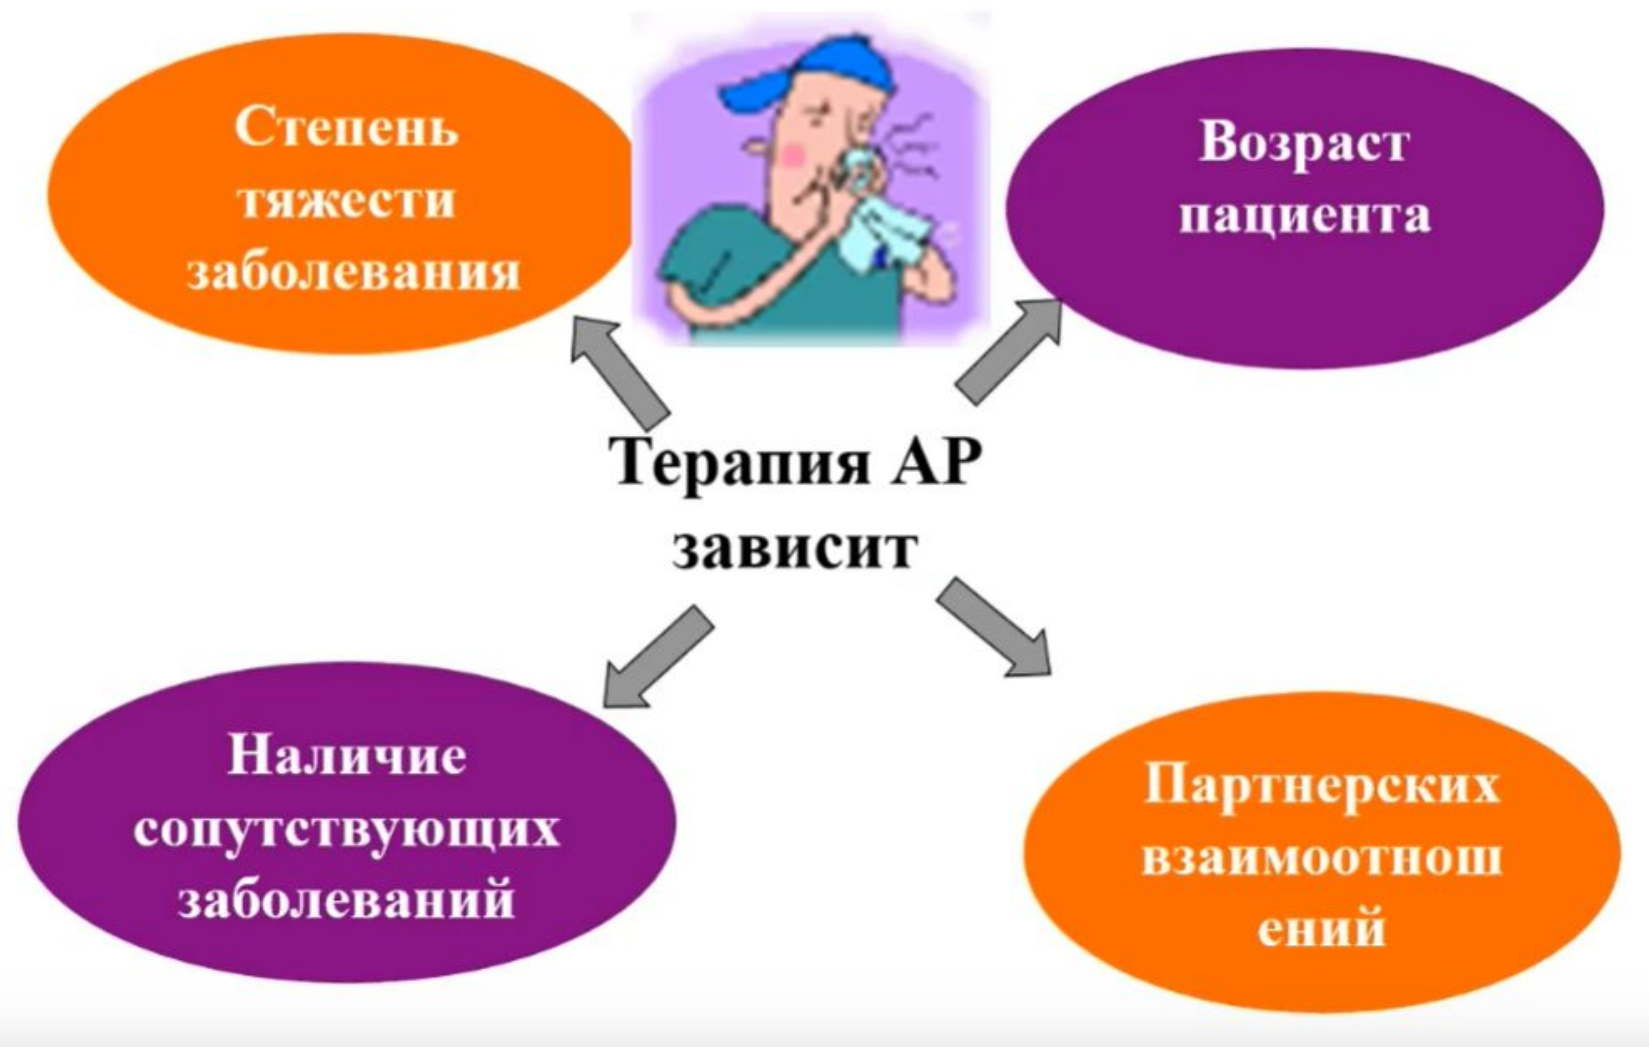 Степень
тяжести
заболевания
Возраст
пациента
Терапия АР
зависит
Наличие
сопутствующих
заболеваний
Партнерских
взаимоотнош
ений